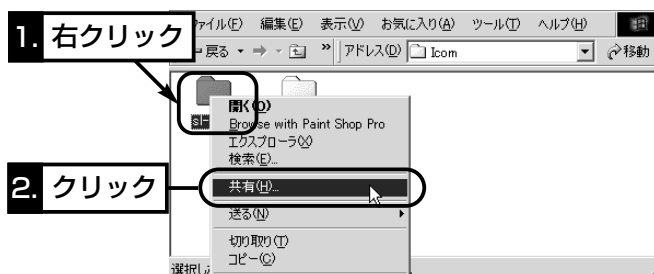 ファイル(F) 編集(E) 表示(V) お気に入り(A) ツール(T) ヘルプ(H)
1. 右クリック
戻る アドレス(D) Icom 移動
開く(O)
Browse with Paint Shop Pro
エクスプローラ(X)
検索(E)...
2. クリック
共有(H)...
送る(N)
切り取り(T)
コピー(C)